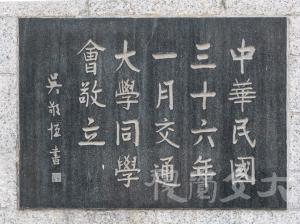 中華民國
三十六年
一月交通
大學同學
會敬立
吳敬恆書